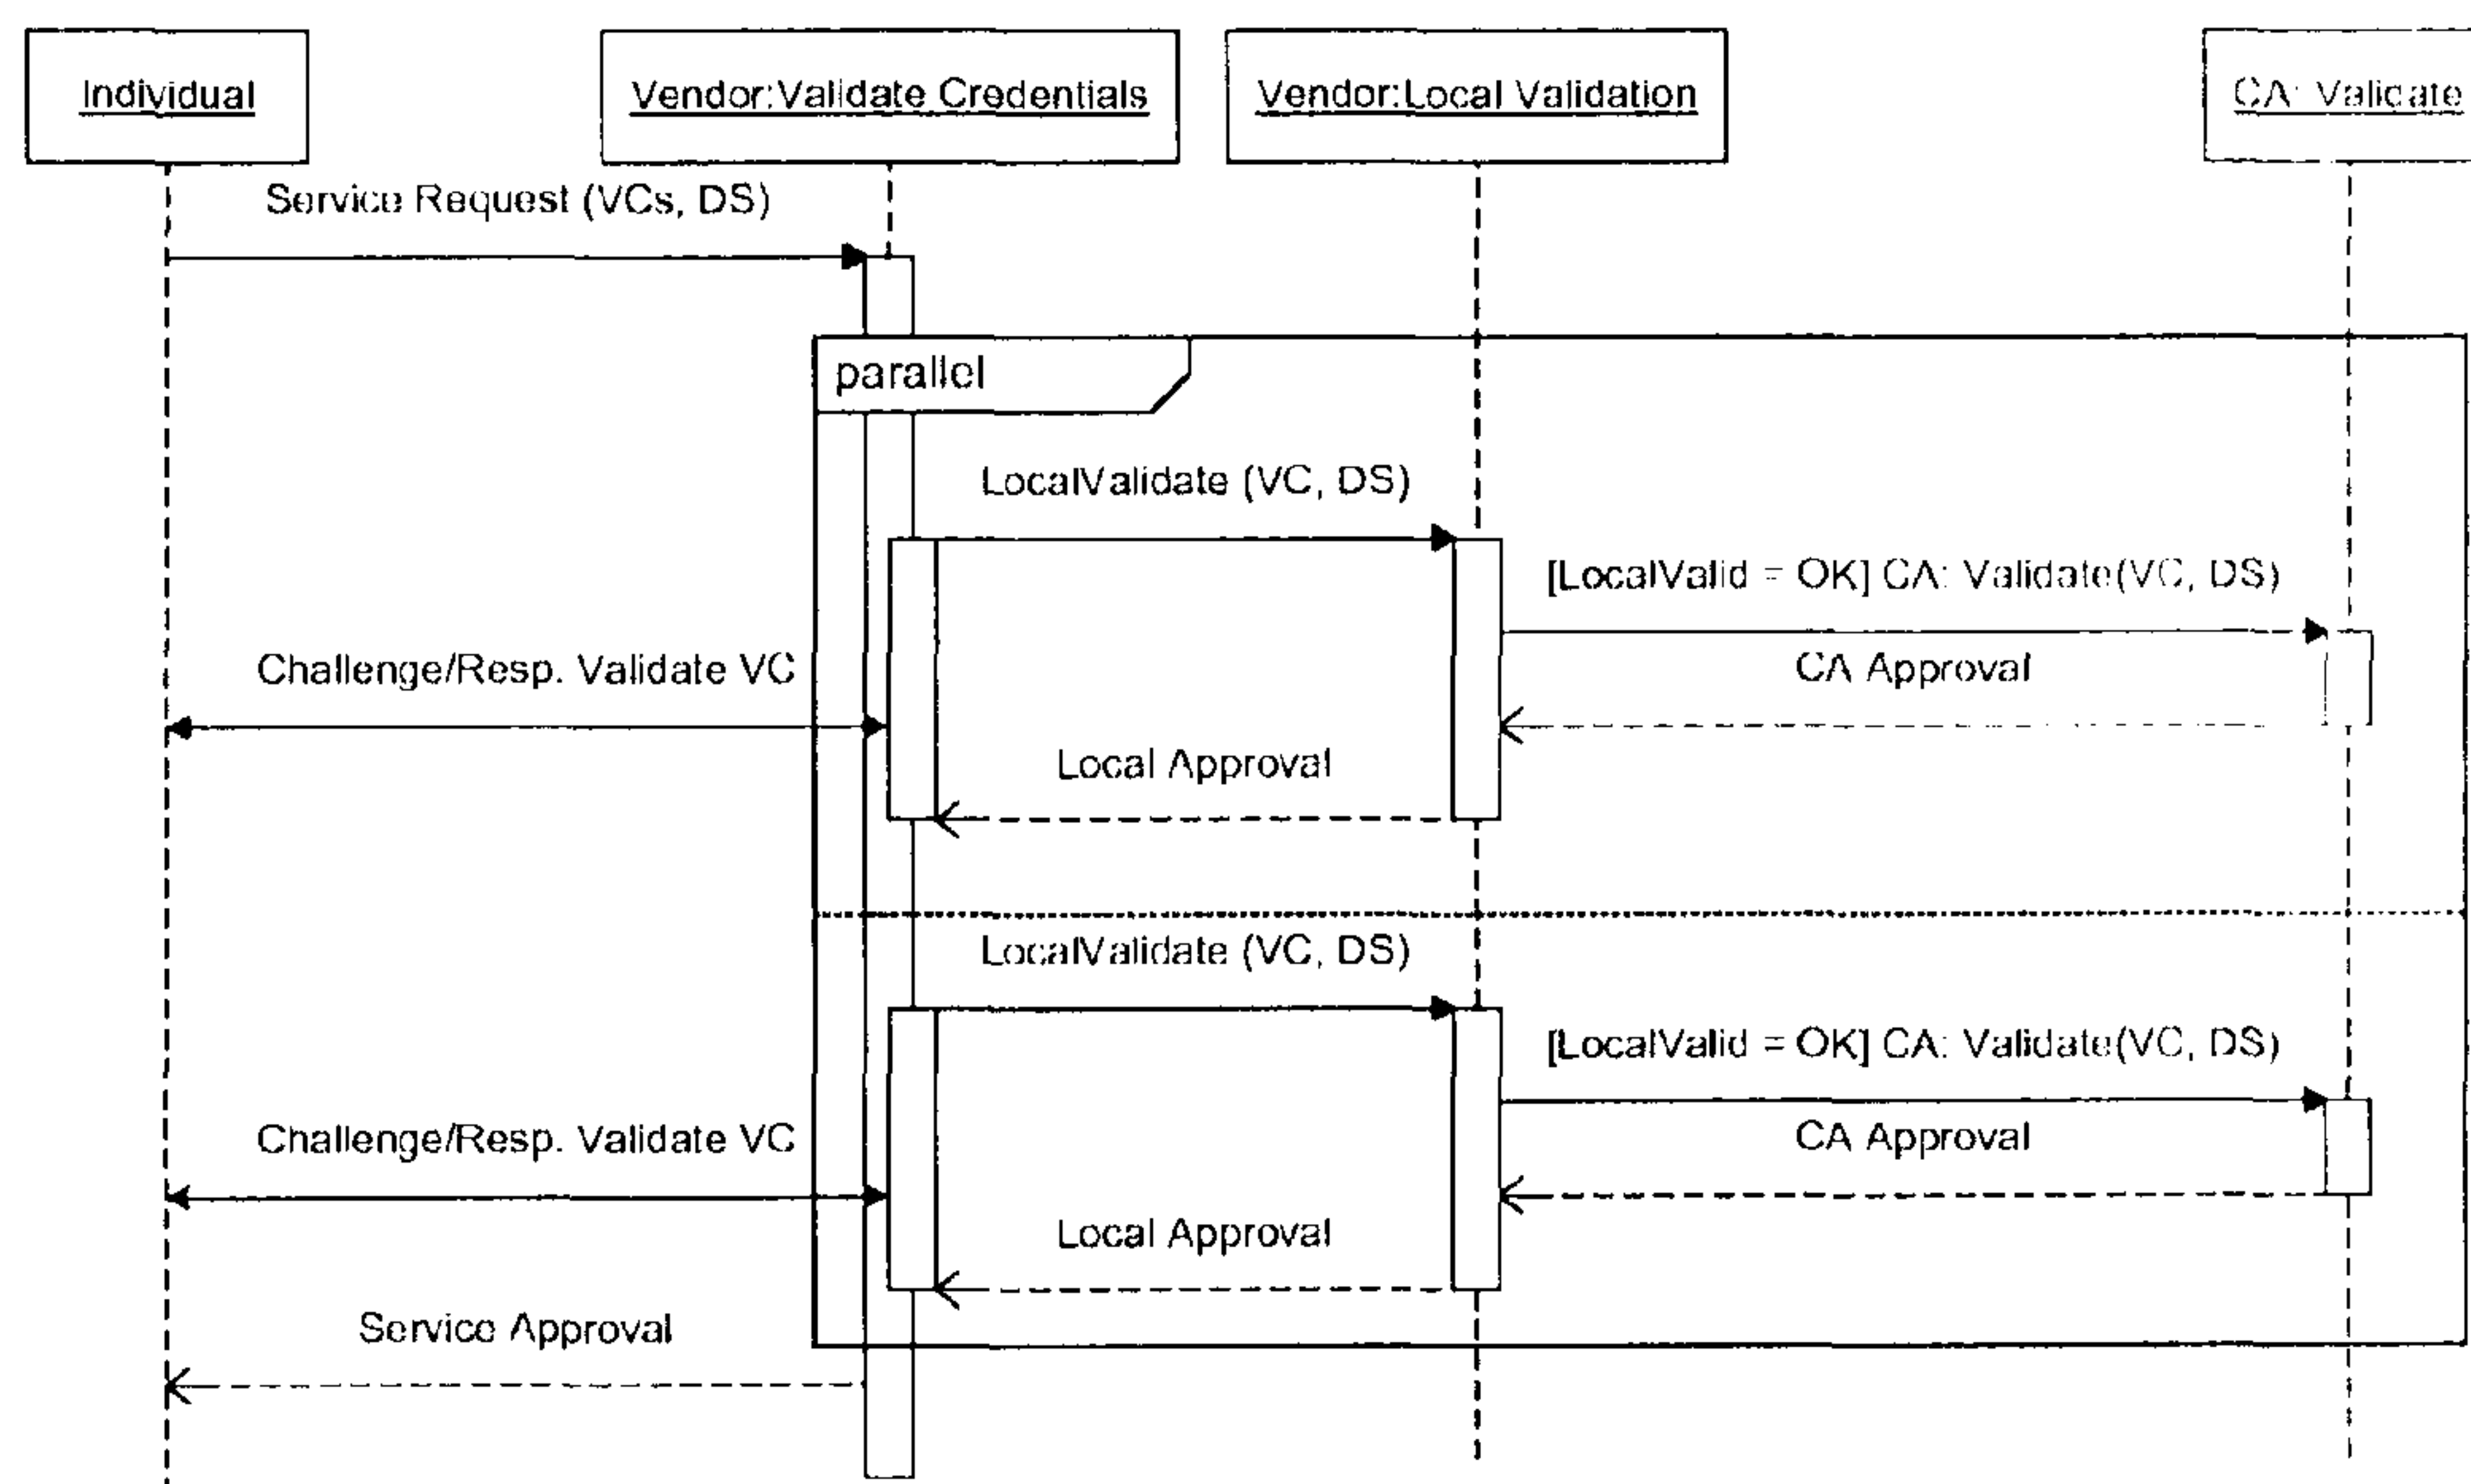 Individual
Vendor:Validate Credentials
Vendor:Local Validation
CA: Validate
Service Request (VCs, DS)
parallel
LocalValidate (VC, DS)
[LocalValid = OK] CA: Validate(VC, DS)
Challenge/Resp. Validate VC
CA Approval
Local Approval
LocalValidate (VC, DS)
[LocalValid = OK] CA: Validate(VC, DS)
Challenge/Resp. Validate VC
CA Approval
Local Approval
Service Approval